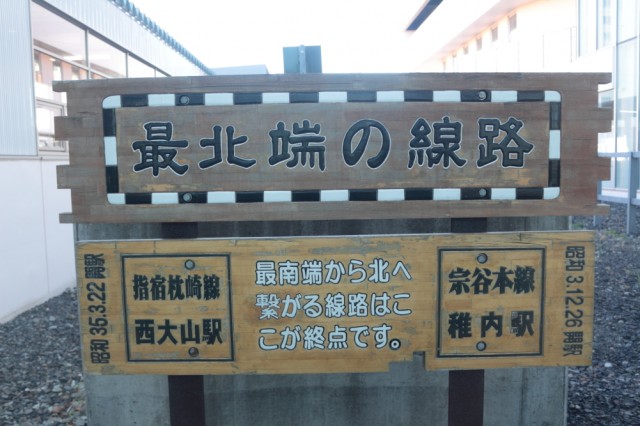 最北端の線路
昭和35.3.22開駅
指宿枕崎線
西大山駅
最南端から北へ
繋がる線路はこ
こが終点です。
宗谷本線
稚内駅
昭和3.12.26開駅